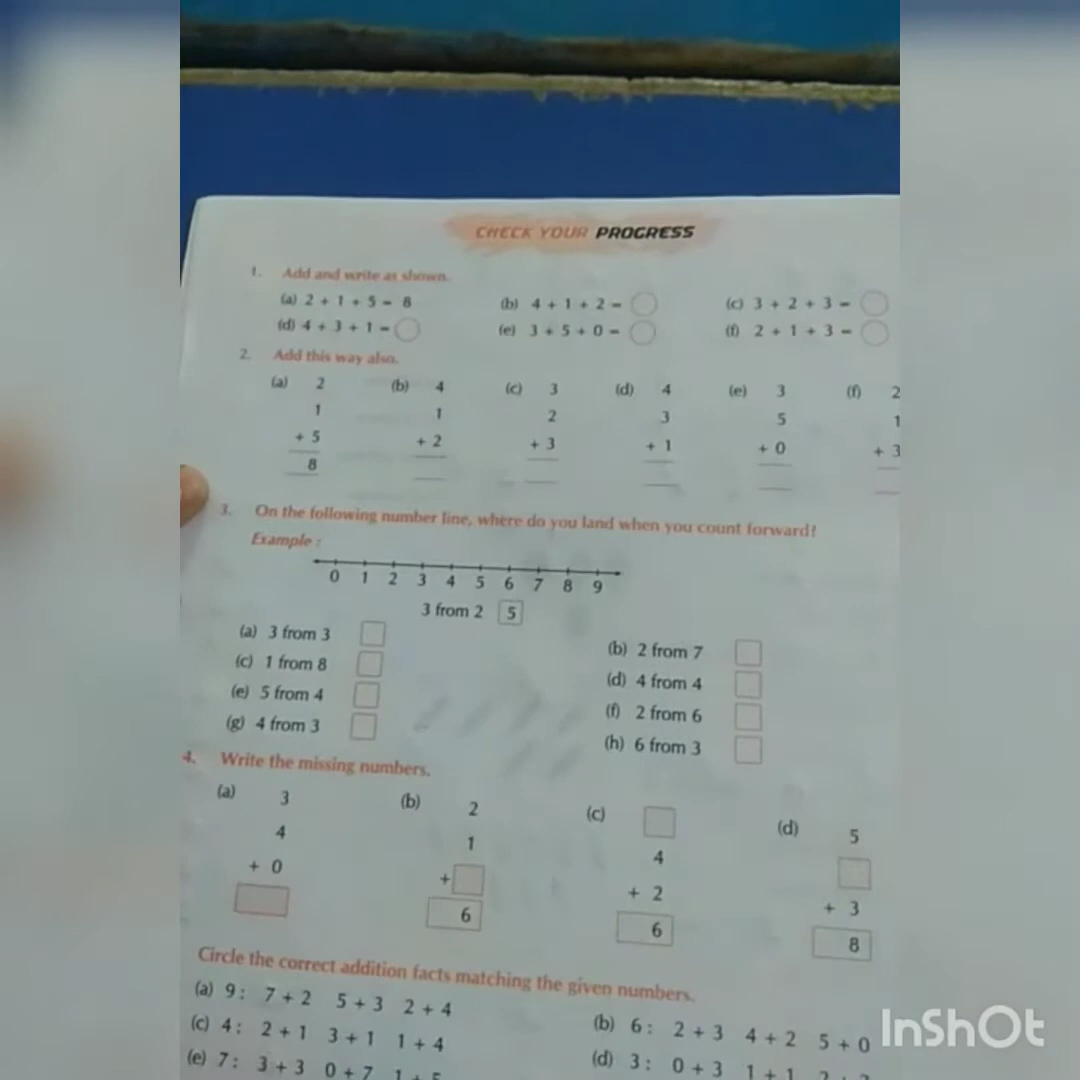 CHECK YOUR PROGRESS
1. Add and write as shown.
(a) 2 + 1 + 5 = 8 (b) 4 + 1 + 2 = (c) 3 + 2 + 3 =
(d) 4 + 3 + 1 = (e) 3 + 5 + 0 = (f) 2 + 1 + 3 =
2. Add this way also.
(a) 2 (b) 4 (c) 3 (d) 4 (e) 3 (f) 2
1 1 2 3 5 1
+ 5 + 2 + 3 + 1 + 0 + 3
8
3. On the following number line, where do you land when you count forward?
Example :
0 1 2 3 4 5 6 7 8 9
3 from 2 5
(a) 3 from 3 (b) 2 from 7
(c) 1 from 8 (d) 4 from 4
(e) 5 from 4 (f) 2 from 6
(g) 4 from 3 (h) 6 from 3
4. Write the missing numbers.
(a) 3 (b) 2 (c) (d) 5
4 1 4
+ 0 + + 2 + 3
6 6 8
Circle the correct addition facts matching the given numbers.
(a) 9 : 7 + 2 5 + 3 2 + 4 (b) 6 : 2 + 3 4 + 2 5 + 0
(c) 4 : 2 + 1 3 + 1 1 + 4 (d) 3 : 0 + 3 1 + 1
(e) 7 : 3 + 3 0 + 7 1 + 5
InShOt